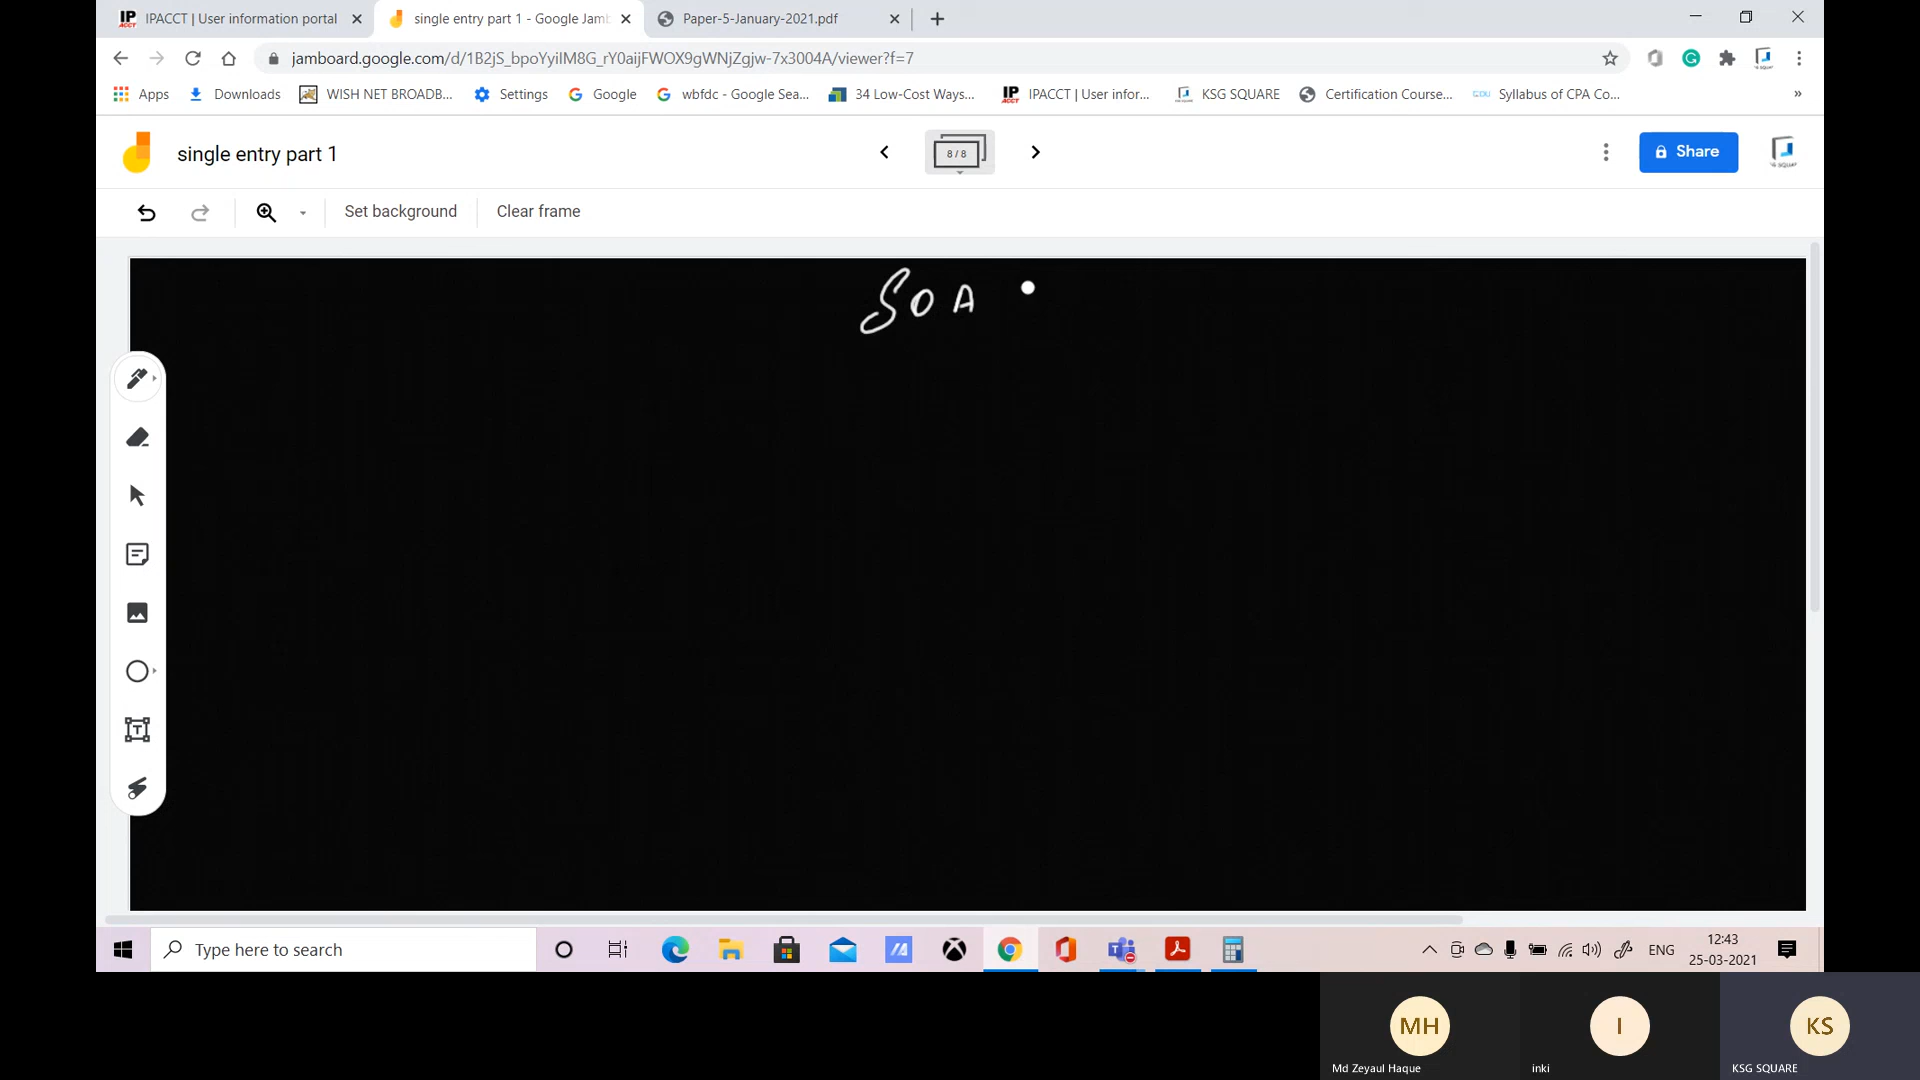 IPACCT | User information portal
single entry part 1 - Google Jamb
Paper-5-January-2021.pdf
jamboard.google.com/d/1B2jS_bpoYyilM8G_rY0aijFWOX9gWNjZgjw-7x3004A/viewer?f=7
Apps
Downloads
WISH NET BROADB...
Settings
Google
wbfdc - Google Sea...
34 Low-Cost Ways...
IPACCT | User infor...
KSG SQUARE
Certification Course...
Syllabus of CPA Co...
»
single entry part 1
8 / 8
Share
Set background
Clear frame
SOA
Type here to search
ENG
12:43
25-03-2021
MH
Md Zeyaul Haque
I
inki
KS
KSG SQUARE